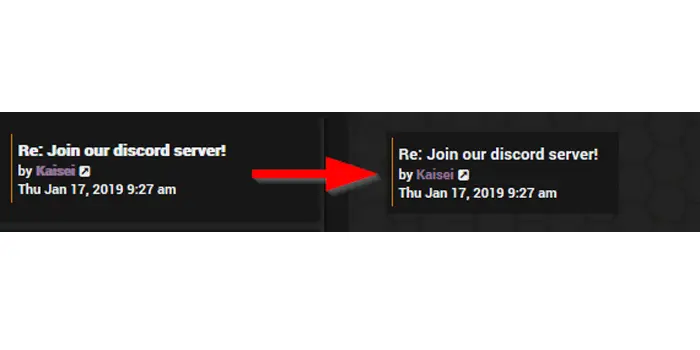 Re: Join our discord server!
by Kaisei
Thu Jan 17, 2019 9:27 am
Re: Join our discord server!
by Kaisei
Thu Jan 17, 2019 9:27 am